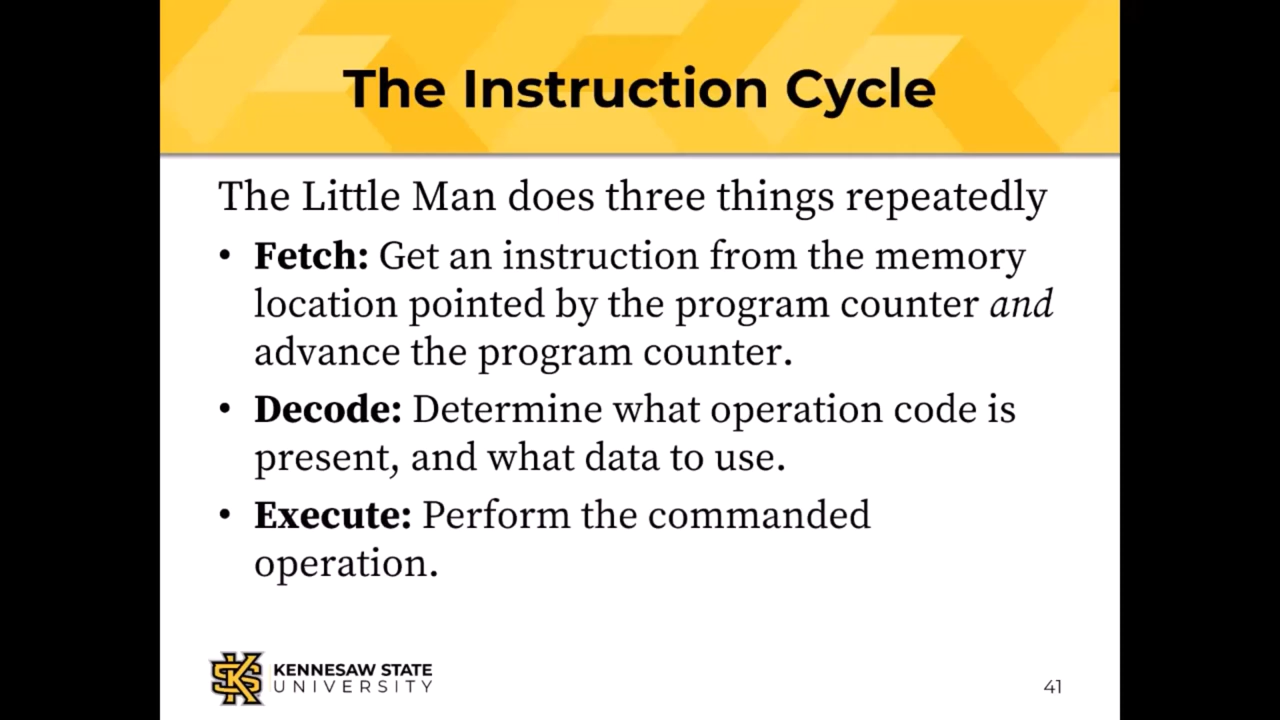 The Instruction Cycle
The Little Man does three things repeatedly
• Fetch: Get an instruction from the memory
location pointed by the program counter and
advance the program counter.
• Decode: Determine what operation code is
present, and what data to use.
• Execute: Perform the commanded
operation.
KS
KENNESAW STATE
UNIVERSITY
41